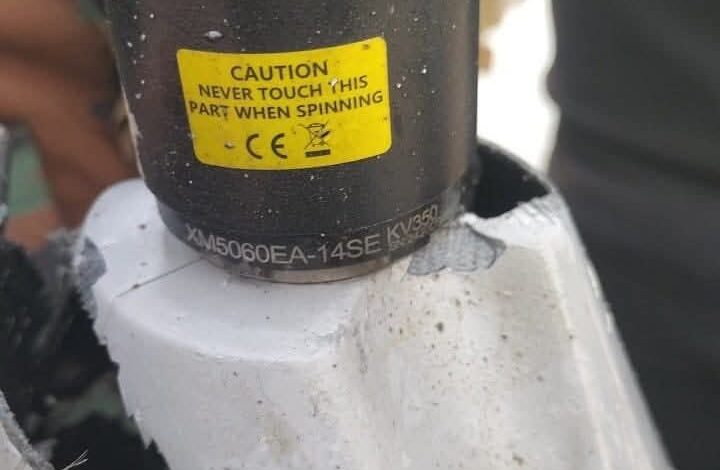 CAUTION
NEVER TOUCH THIS
PART WHEN SPINNING
CE
XM5060EA-14SE KV350